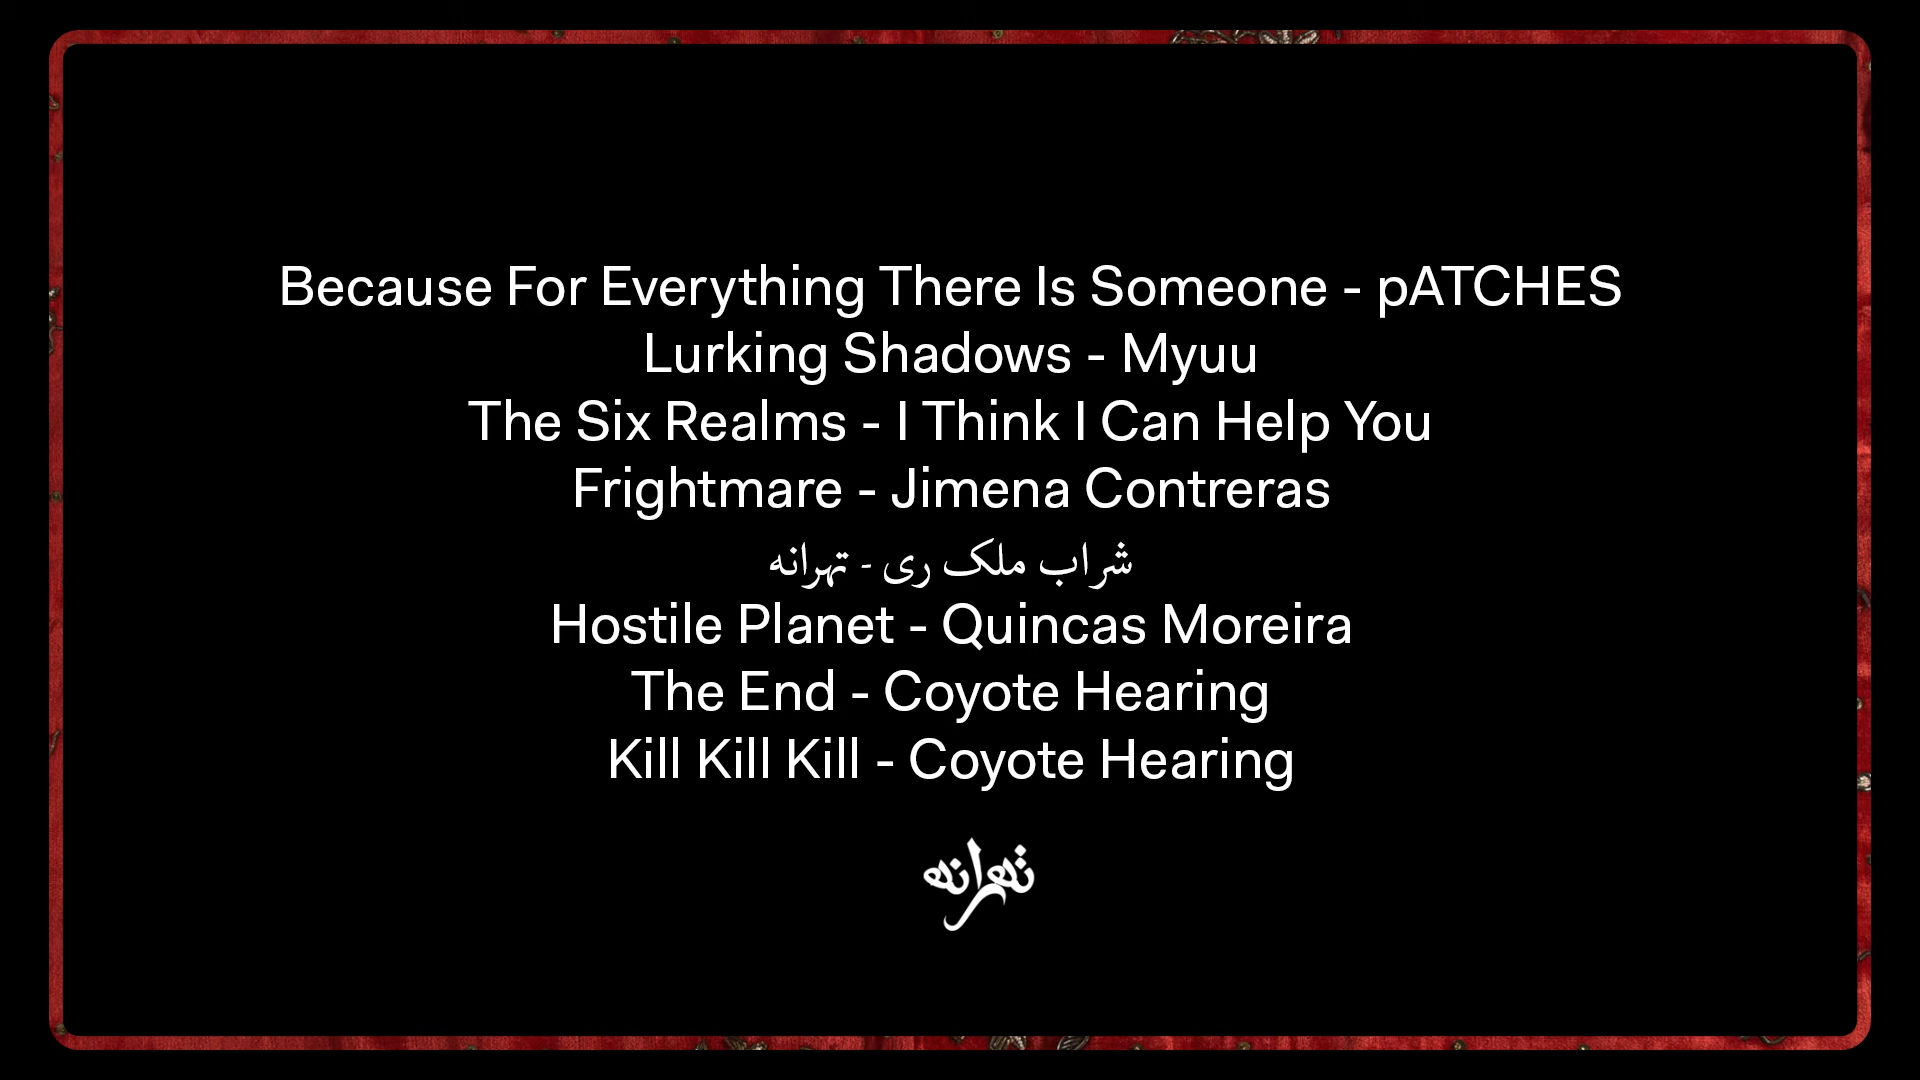 Because For Everything There Is Someone - pATCHES
Lurking Shadows - Myuu
The Six Realms - I Think I Can Help You
Frightmare - Jimena Contreras
شراب ملک ری - تهرانه
Hostile Planet - Quincas Moreira
The End - Coyote Hearing
Kill Kill Kill - Coyote Hearing
تهرانه